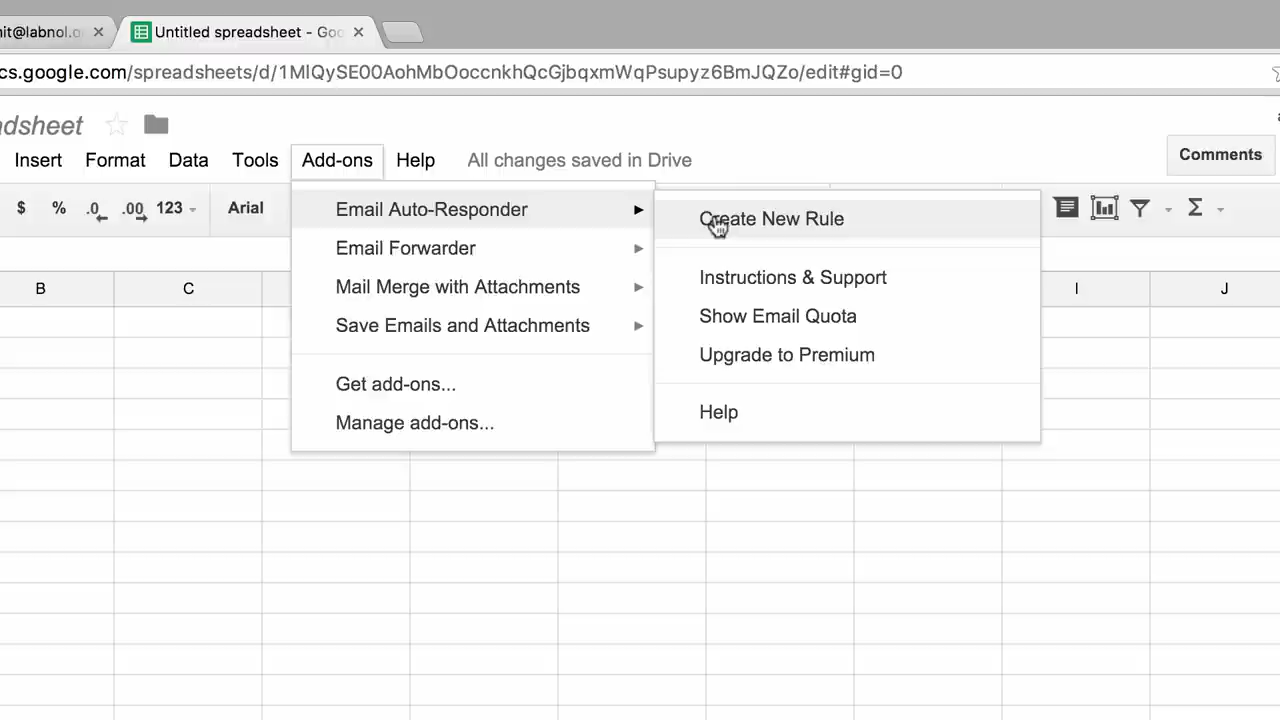 nit@labnol.o
Untitled spreadsheet - Goo
cs.google.com/spreadsheets/d/1MlQySE00AohMbOoccnkhQcGjbqxmWqPsupyz6BmJQZo/edit#gid=0
adsheet
Insert Format Data Tools Add-ons Help All changes saved in Drive
Comments
$ % .0 .00 123 Arial
Email Auto-Responder
Email Forwarder
Mail Merge with Attachments
Save Emails and Attachments
Get add-ons...
Manage add-ons...
Create New Rule
Instructions & Support
Show Email Quota
Upgrade to Premium
Help
B C I J